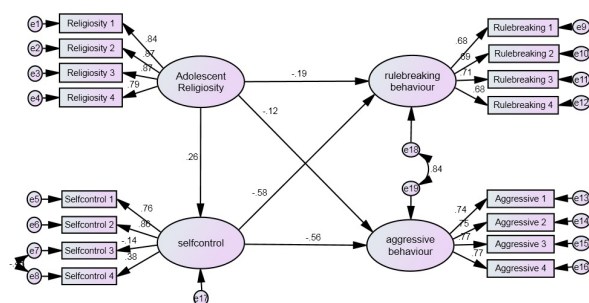 e1 Religiosity 1 .84
e2 Religiosity 2 .87
e3 Religiosity 3 .87
e4 Religiosity 4 .79
Adolescent
Religiosity
-.19
-.12
.26
rulebreaking
behaviour
.68 Rulebreaking 1 e9
.69 Rulebreaking 2 e10
.71 Rulebreaking 3 e11
.68 Rulebreaking 4 e12
e18
.84
e19
-.58
e5 Selfcontrol 1 .76
e6 Selfcontrol 2 .86
e7 Selfcontrol 3 -.14
e8 Selfcontrol 4 .38
selfcontrol
-.56
e17
aggressive
behaviour
.74 Aggressive 1 e13
.75 Aggressive 2 e14
.77 Aggressive 3 e15
.77 Aggressive 4 e16